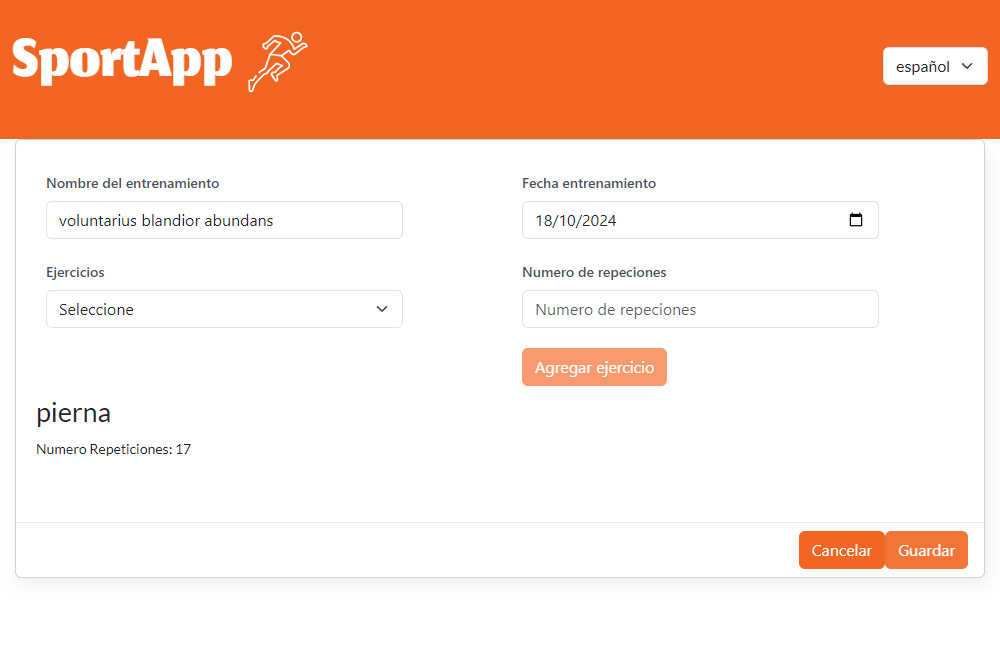 SportApp
español
Nombre del entrenamiento
Fecha entrenamiento
voluntarius blandior abundans
18/10/2024
Ejercicios
Numero de repeciones
Seleccione
Numero de repeciones
Agregar ejercicio
pierna
Numero Repeticiones: 17
Cancelar
Guardar